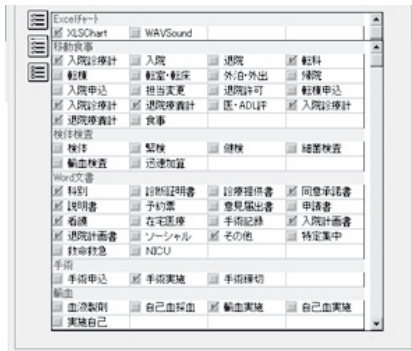 Excelチャート
XLSChart WAVSound
移動食事
入院診療計 入院 退院 転科
転棟 転室・転床 外泊・外出 帰院
入院申込 担当変更 退院許可 転棟申込
入院診療計 退院療養計 医・ADL評 入院診療計
退院療養計 食事
検体検査
検体 緊検 健検 細菌検査
輸血検査 迅速加算
Word文書
科別 診断証明書 診療提供書 同意承諾書
説明書 予約票 意見届出書 申請書
看護 在宅医療 手術記録 入院計画書
退院計画書 ソーシャル その他 特定集中
救命救急 NICU
手術
手術申込 手術実施 手術締切
輸血
血液製剤 自己血採血 輸血実施 自己血実施
実施自己